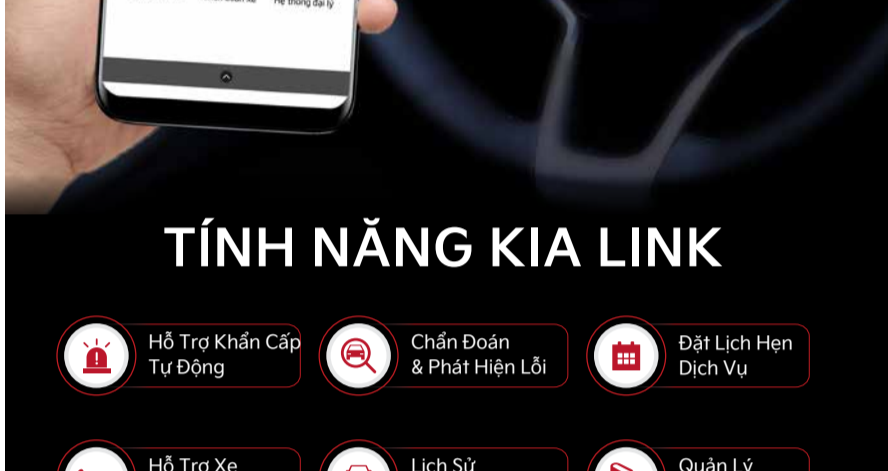 Hệ thống đại lý
TÍNH NĂNG KIA LINK
Hỗ Trợ Khẩn Cấp
Tự Động
Chẩn Đoán
& Phát Hiện Lỗi
Đặt Lịch Hẹn
Dịch Vụ
Hỗ Trợ Xe
Lịch Sử
Quản Lý